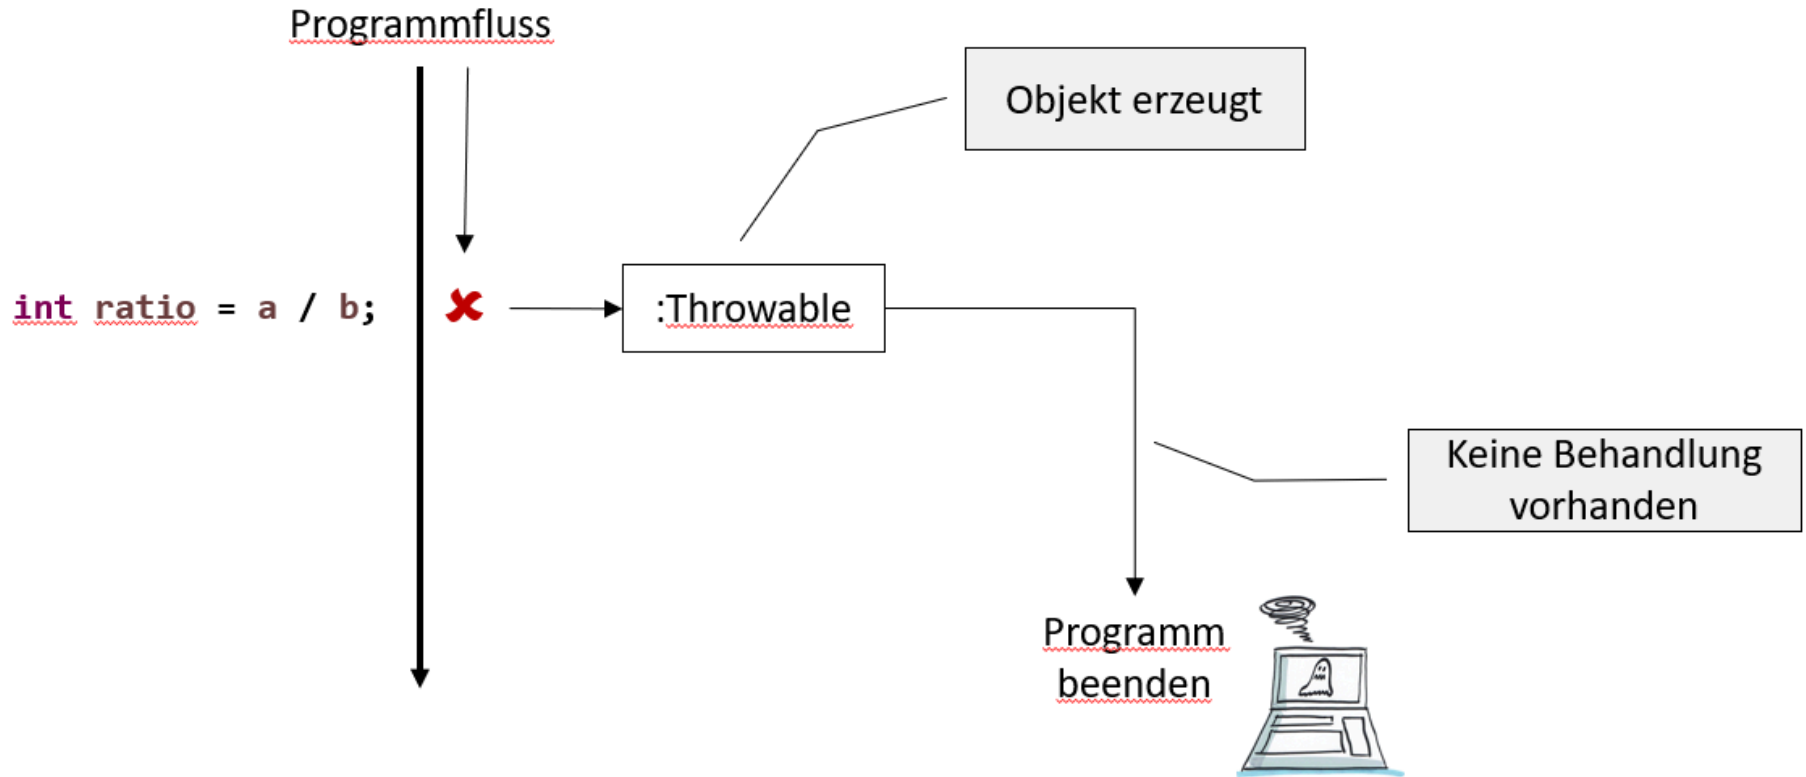 Programmfluss
Objekt erzeugt
int ratio = a / b;
:Throwable
Keine Behandlung
vorhanden
Programm
beenden